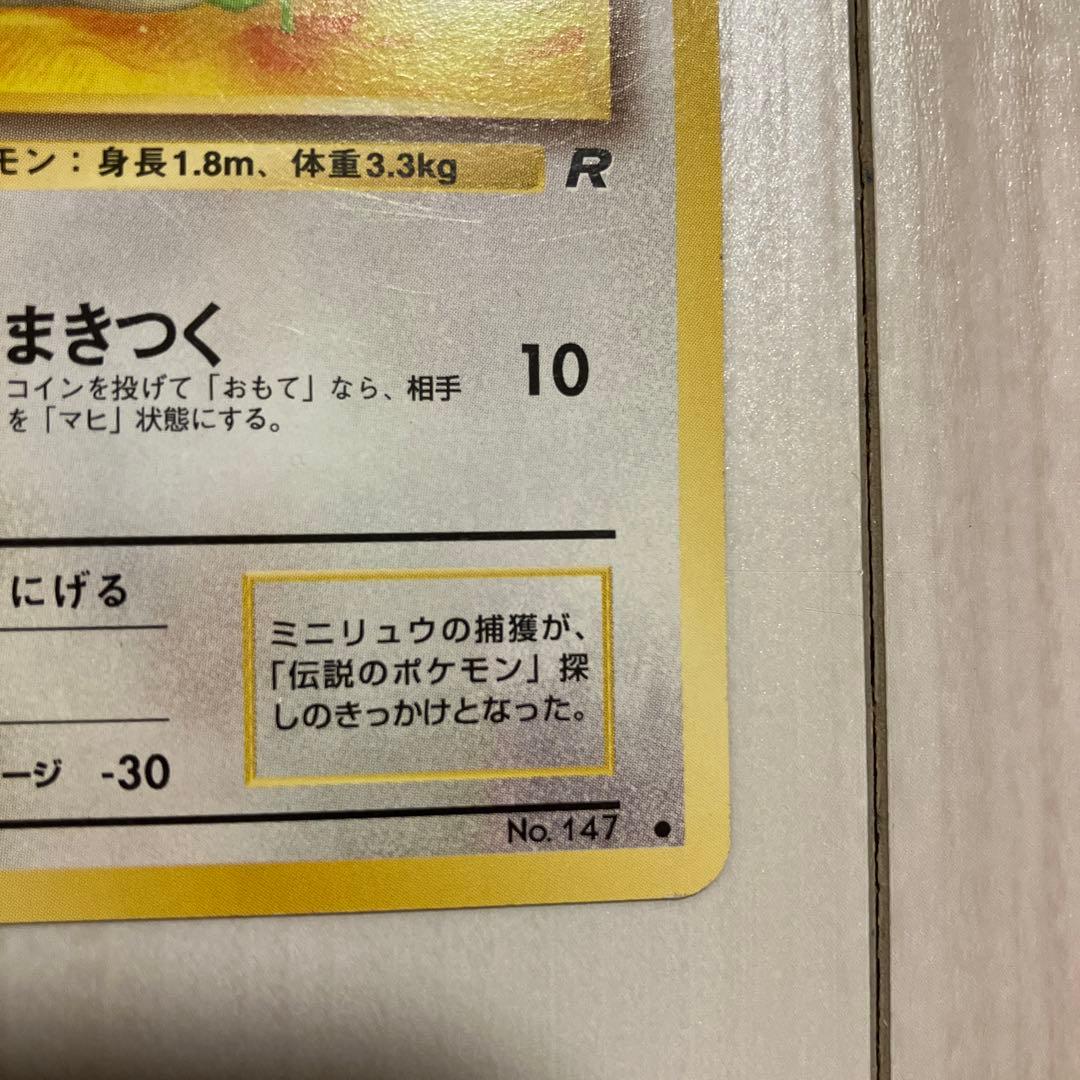 モン：身長1.8m、体重3.3kg R
まきつく
10
コインを投げて「おもて」なら、相手
を「マヒ」状態にする。
にげる
ミニリュウの捕獲が、
「伝説のポケモン」探
しのきっかけとなった。
ージ -30
No. 147 ●